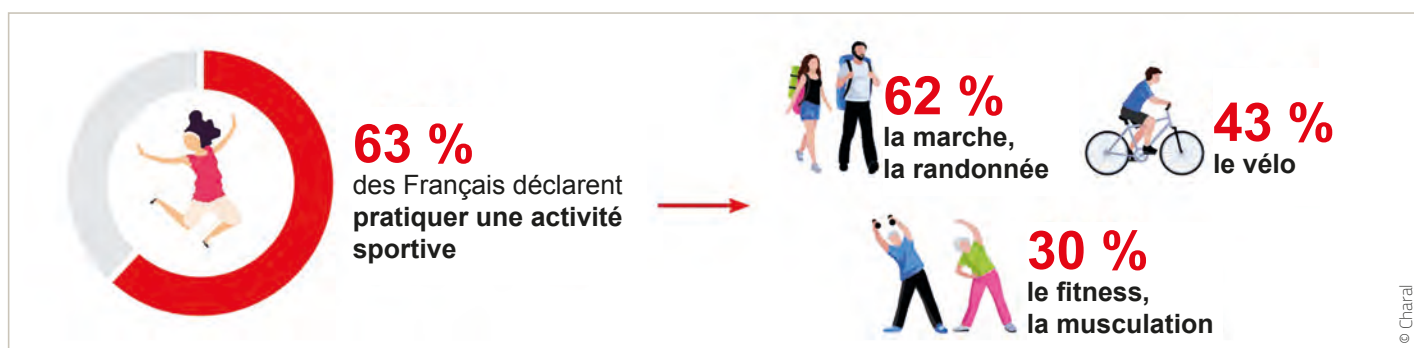 63 %
des Français déclarent
pratiquer une activité
sportive
62 %
la marche,
la randonnée
43 %
le vélo
30 %
le fitness,
la musculation
© Charal